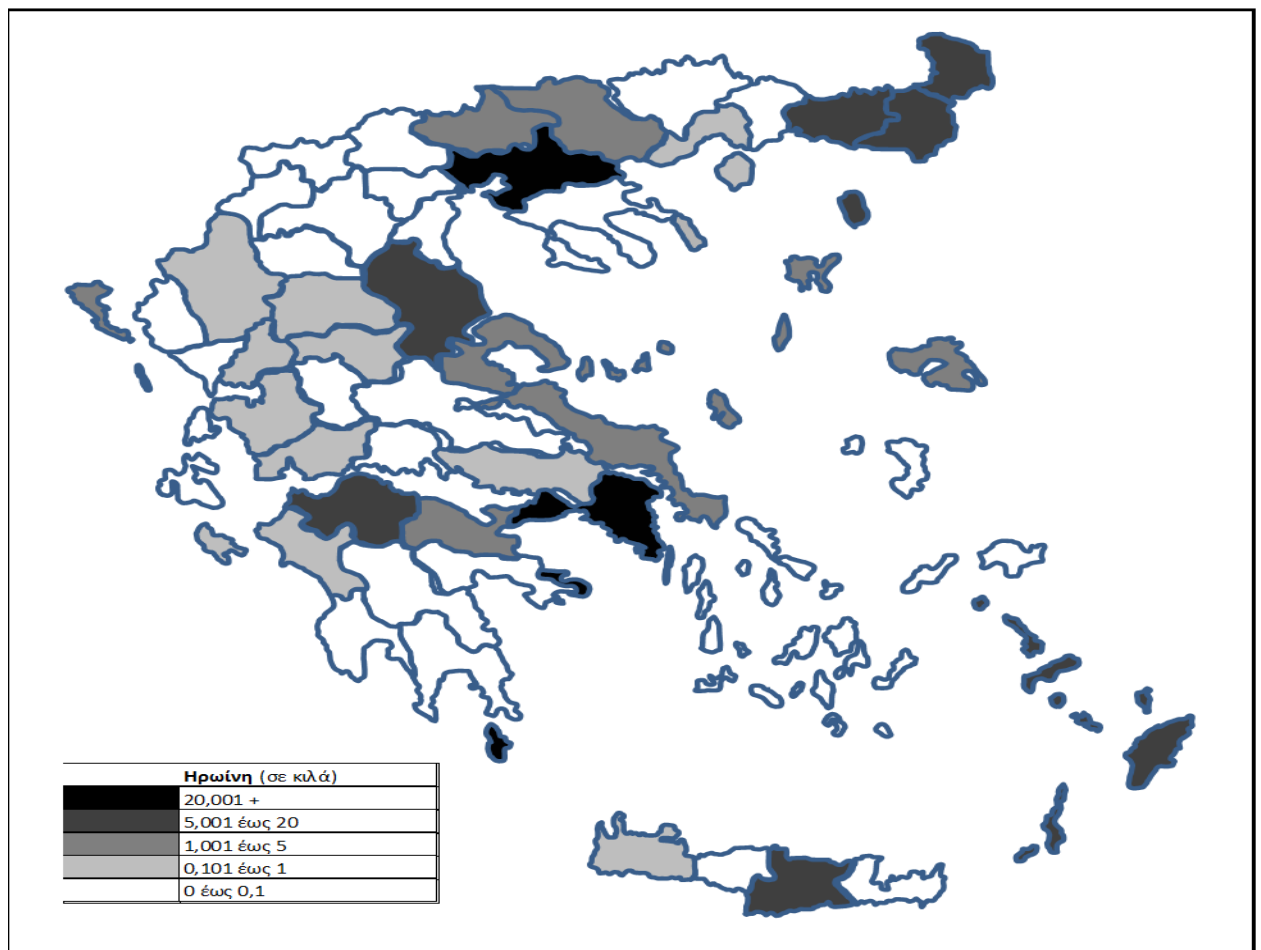 Ηρωίνη (σε κιλά)
20,001 +
5,001 έως 20
1,001 έως 5
0,101 έως 1
0 έως 0,1